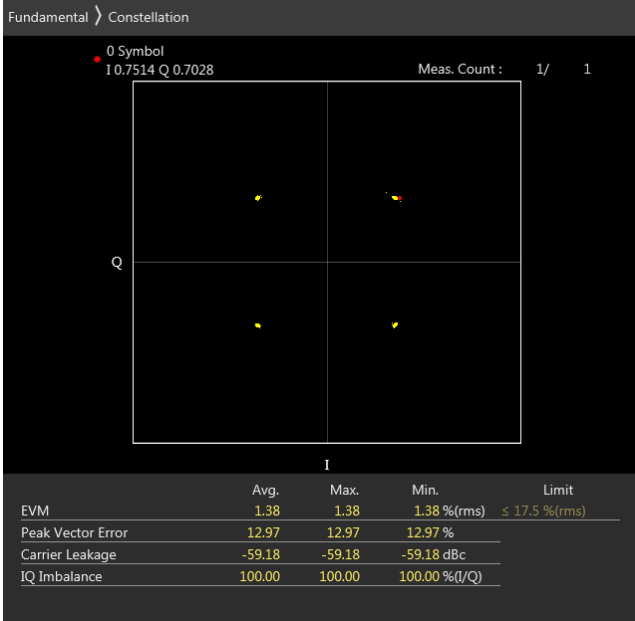 Fundamental 〉 Constellation
0 Symbol
I 0.7514 Q 0.7028
Meas. Count : 1/ 1
Q
I
Avg. Max. Min. Limit
EVM 1.38 1.38 1.38 %(rms) ≤ 17.5 %(rms)
Peak Vector Error 12.97 12.97 12.97 %
Carrier Leakage -59.18 -59.18 -59.18 dBc
IQ Imbalance 100.00 100.00 100.00 %(I/Q)